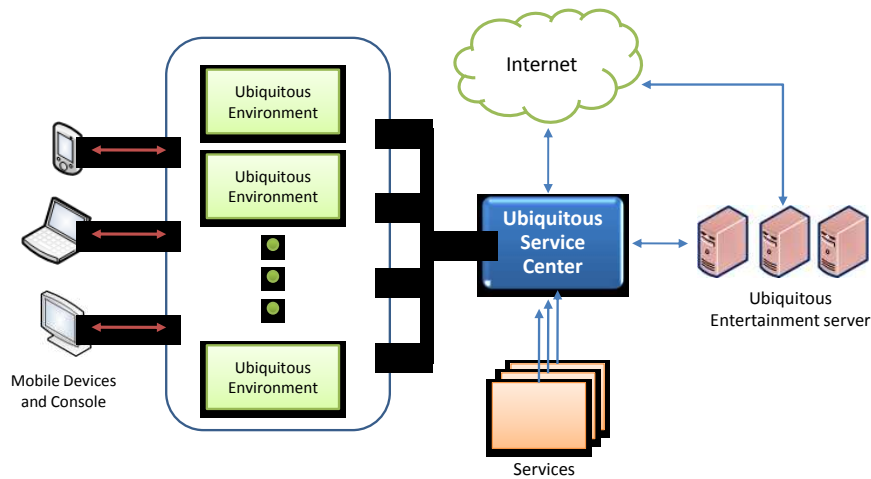 Internet
Ubiquitous
Environment
Ubiquitous
Environment
Ubiquitous
Environment
Ubiquitous
Service
Center
Mobile Devices
and Console
Ubiquitous
Entertainment server
Services